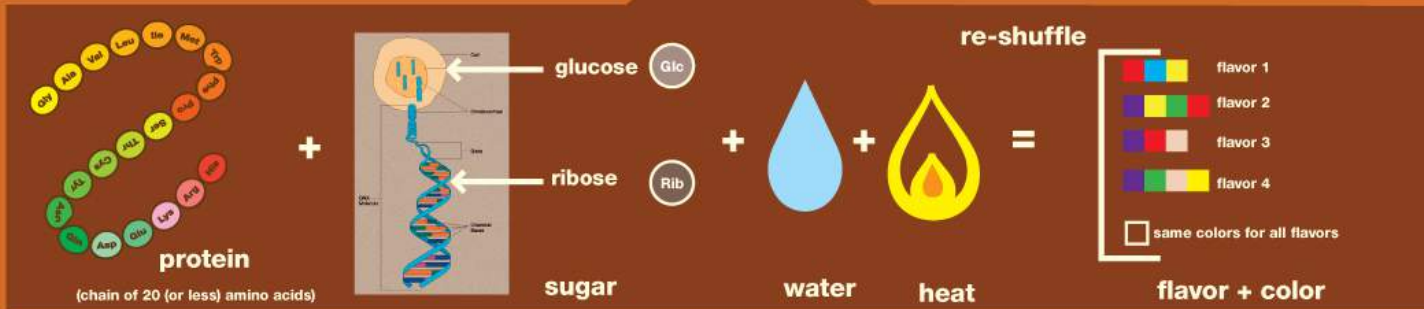 re-shuffle
Gly
Ala
Val
Leu
Ile
Met
Trp
Phe
Pro
Ser
Thr
Cys
Tyr
Asn
Gln
Asp
Glu
Lys
Arg
His
protein
(chain of 20 (or less) amino acids)
+
Cell
glucose
Glc
ribose
Rib
sugar
+
water
+
heat
=
flavor 1
flavor 2
flavor 3
flavor 4
same colors for all flavors
flavor + color